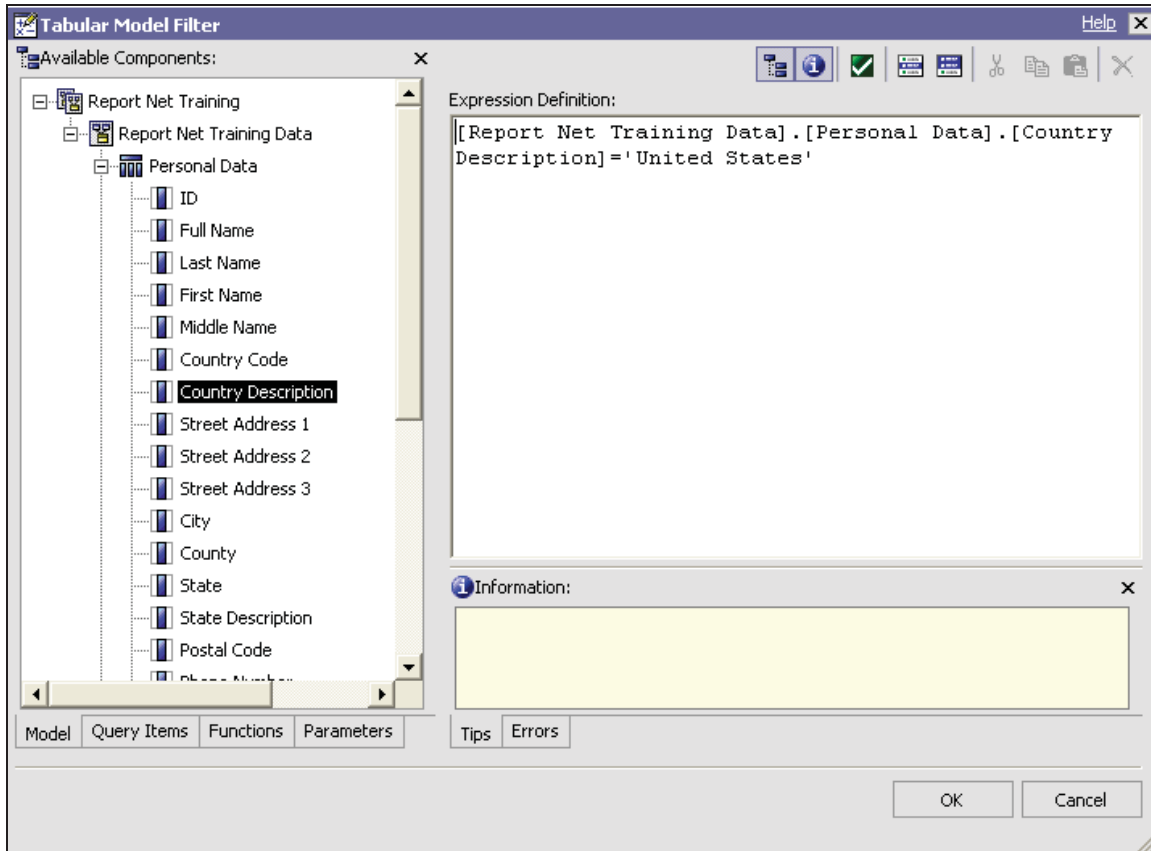 Tabular Model Filter
Help
Available Components:
Report Net Training
Report Net Training Data
Personal Data
ID
Full Name
Last Name
First Name
Middle Name
Country Code
Country Description
Street Address 1
Street Address 2
Street Address 3
City
County
State
State Description
Postal Code
Phone Number
Model
Query Items
Functions
Parameters
Expression Definition:
[Report Net Training Data].[Personal Data].[Country
Description]='United States'
Information:
Tips
Errors
OK
Cancel